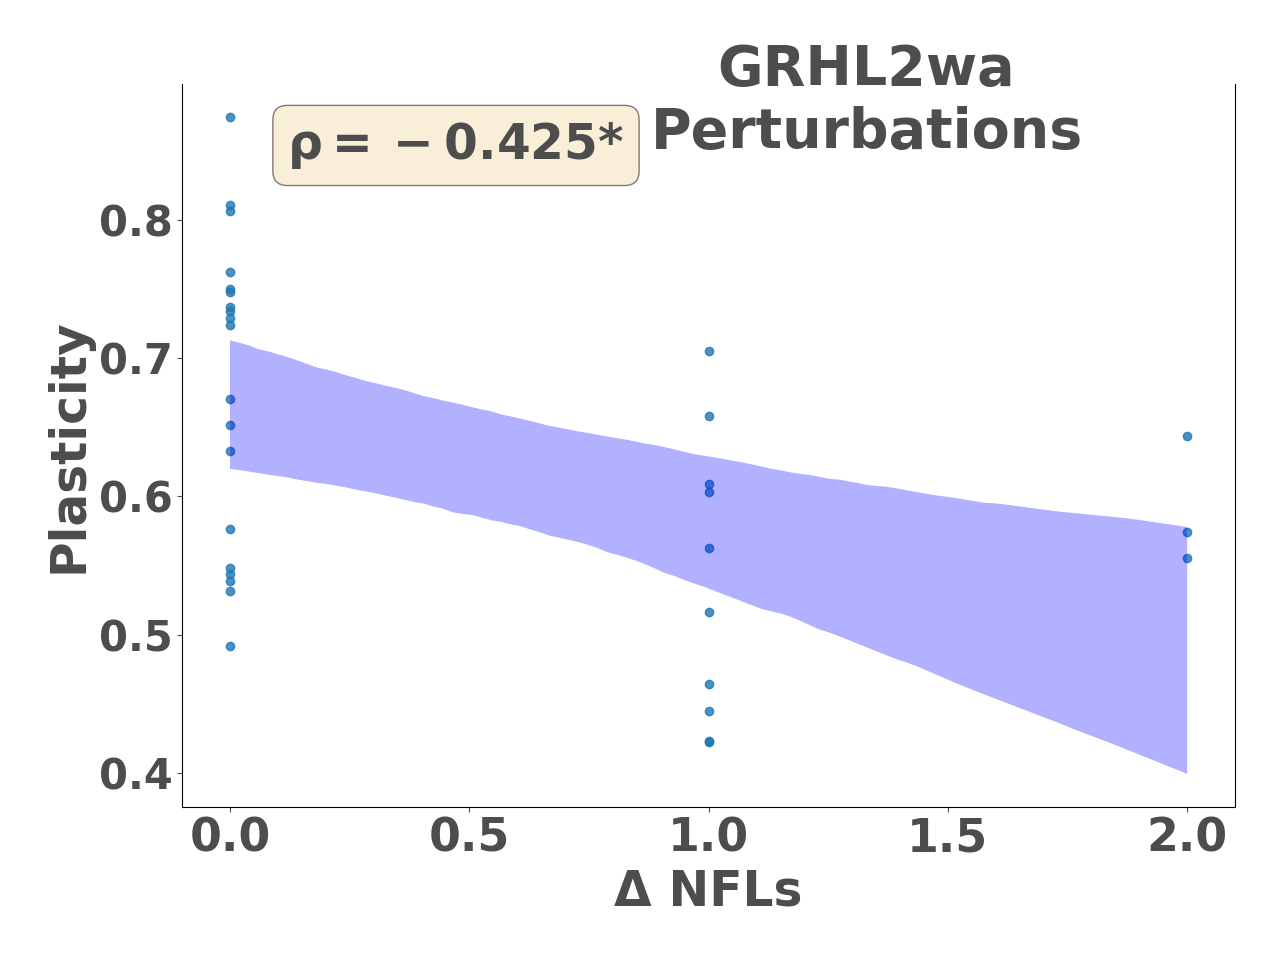 GRHL2wa
Perturbations
ρ = − 0.425*
Plasticity
0.8
0.7
0.6
0.5
0.4
0.0 0.5 1.0 1.5 2.0
Δ NFLs